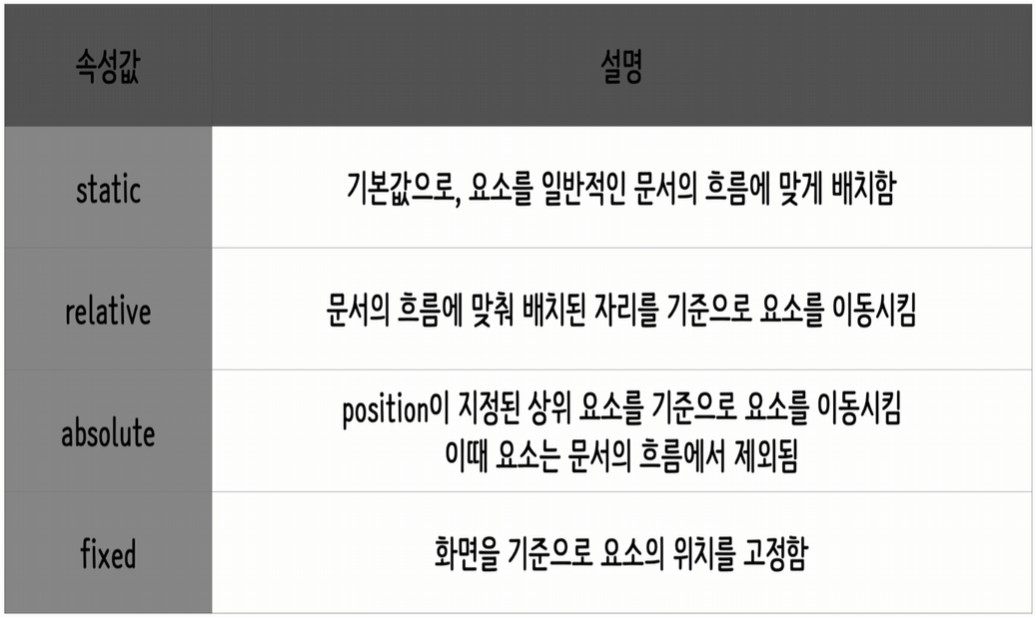 속성값 설명
static 기본값으로, 요소를 일반적인 문서의 흐름에 맞게 배치함
relative 문서의 흐름에 맞춰 배치된 자리를 기준으로 요소를 이동시킴
absolute position이 지정된 상위 요소를 기준으로 요소를 이동시킴
이때 요소는 문서의 흐름에서 제외됨
fixed 화면을 기준으로 요소의 위치를 고정함